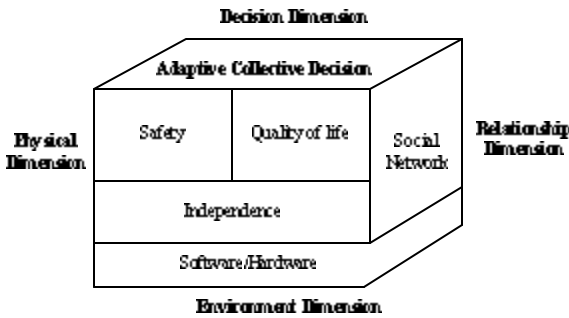 Decision Dimension
Adaptive Collective Decision
Physical
Dimension
Safety
Quality of life
Social
Network
Relationship
Dimension
Independence
Software/Hardware
Environment Dimension